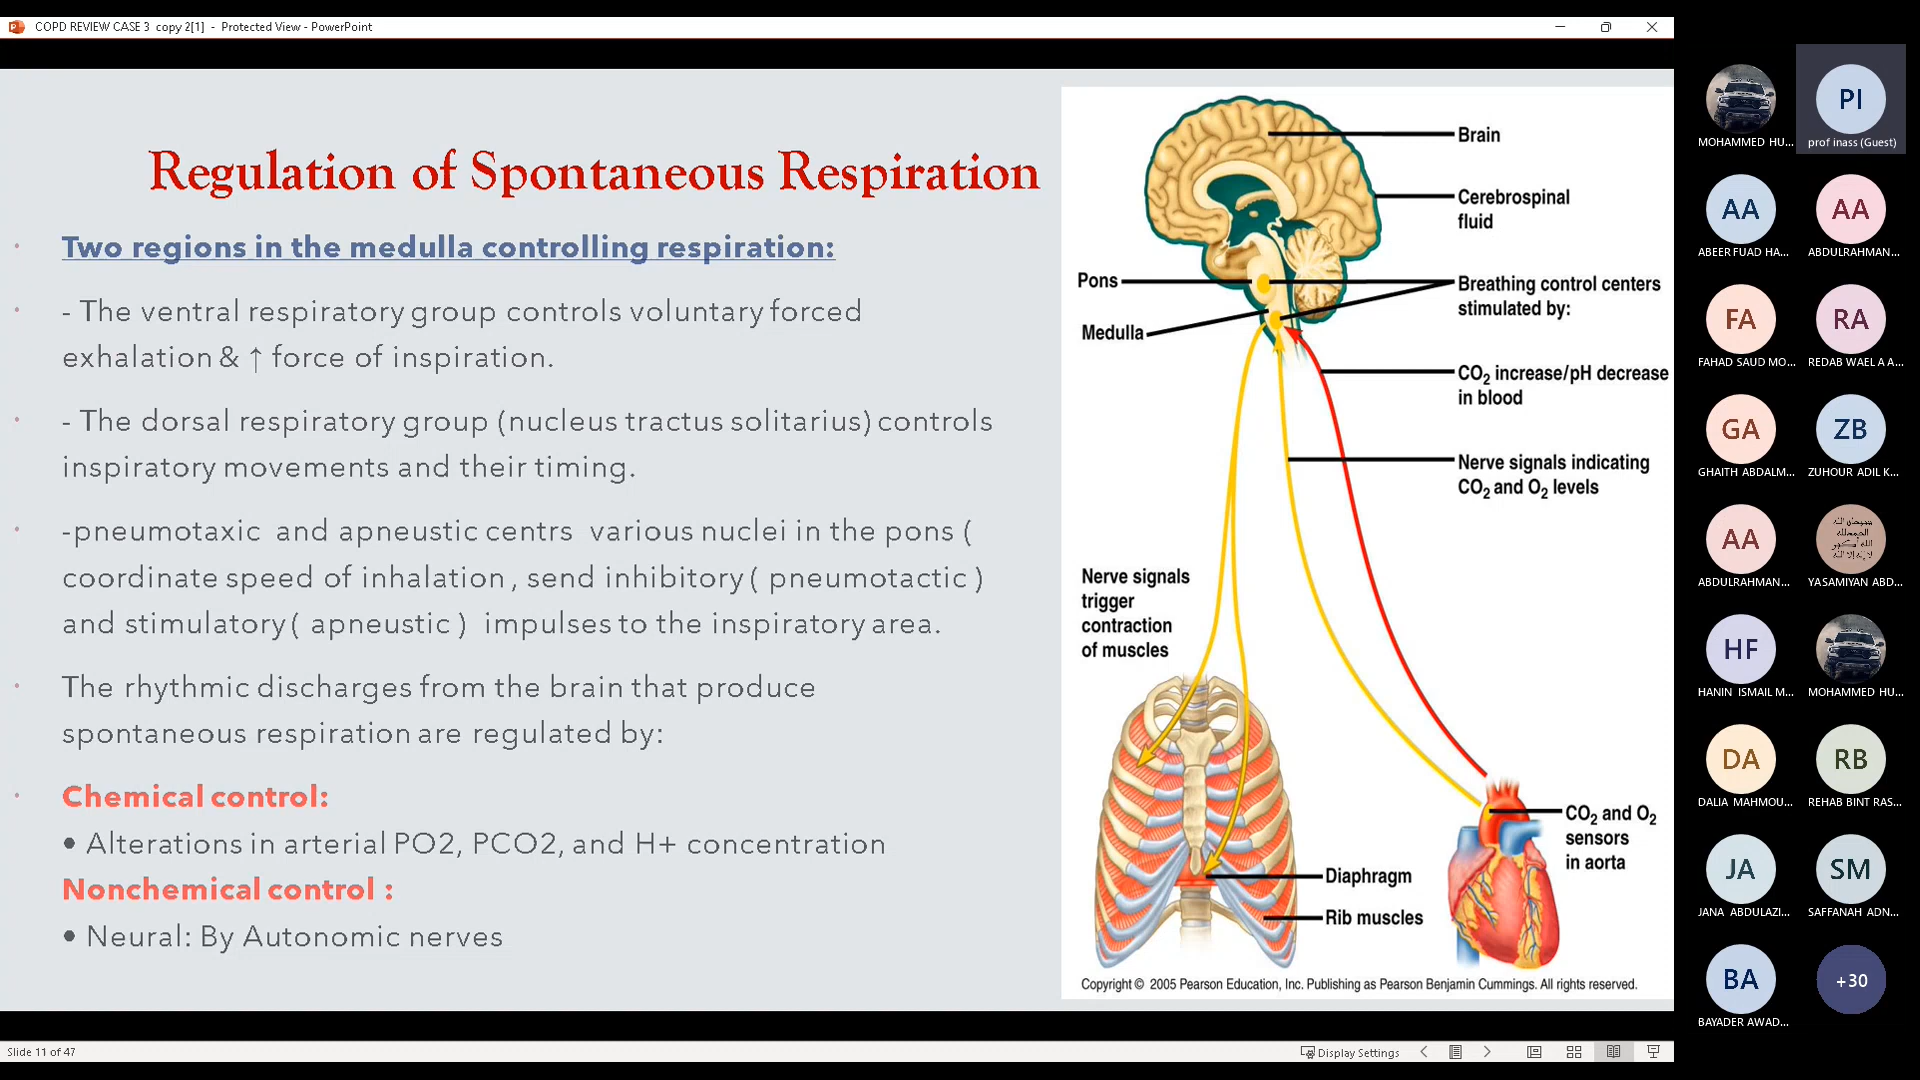 COPD REVIEW CASE 3 copy 2[1] - Protected View - PowerPoint
Regulation of Spontaneous Respiration
Two regions in the medulla controlling respiration:
- The ventral respiratory group controls voluntary forced
exhalation & ↑ force of inspiration.
- The dorsal respiratory group (nucleus tractus solitarius) controls
inspiratory movements and their timing.
-pneumotaxic and apneustic centrs various nuclei in the pons (
coordinate speed of inhalation , send inhibitory ( pneumotactic )
and stimulatory ( apneustic ) impulses to the inspiratory area.
The rhythmic discharges from the brain that produce
spontaneous respiration are regulated by:
Chemical control:
• Alterations in arterial PO2, PCO2, and H+ concentration
Nonchemical control :
• Neural: By Autonomic nerves
Brain
Cerebrospinal
fluid
Pons
Breathing control centers
stimulated by:
Medulla
CO₂ increase/pH decrease
in blood
Nerve signals indicating
CO₂ and O₂ levels
Nerve signals
trigger
contraction
of muscles
CO₂ and O₂
sensors
in aorta
Diaphragm
Rib muscles
Copyright © 2005 Pearson Education, Inc. Publishing as Pearson Benjamin Cummings. All rights reserved.
Slide 11 of 47
Display Settings
MOHAMMED HU...
PI
prof inass (Guest)
AA
ABEER FUAD HA...
AA
ABDULRAHMAN...
FA
FAHAD SAUD MO...
RA
REDAB WAEL A A...
GA
GHAITH ABDALM...
ZB
ZUHOUR ADIL K...
AA
ABDULRAHMAN...
سبحان الله
الحمدلله
الله أكبر
لا إله إلا الله
YASAMIYAN ABD...
HF
HANIN ISMAIL M...
MOHAMMED HU...
DA
DALIA MAHMOU...
RB
REHAB BINT RAS...
JA
JANA ABDULAZI...
SM
SAFFANAH ADN...
BA
BAYADER AWAD...
+30